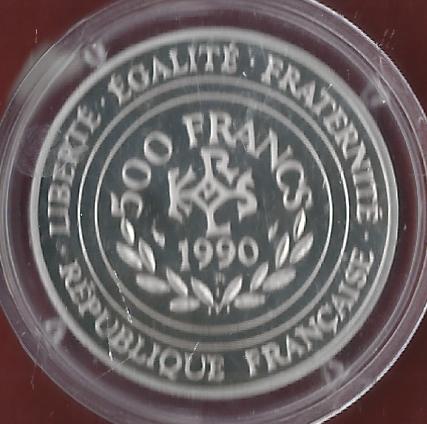 LIBERTÉ · ÉGALITÉ · FRATERNITÉ
· RÉPUBLIQUE FRANÇAISE ·
500 FRANCS
K R L S
1990